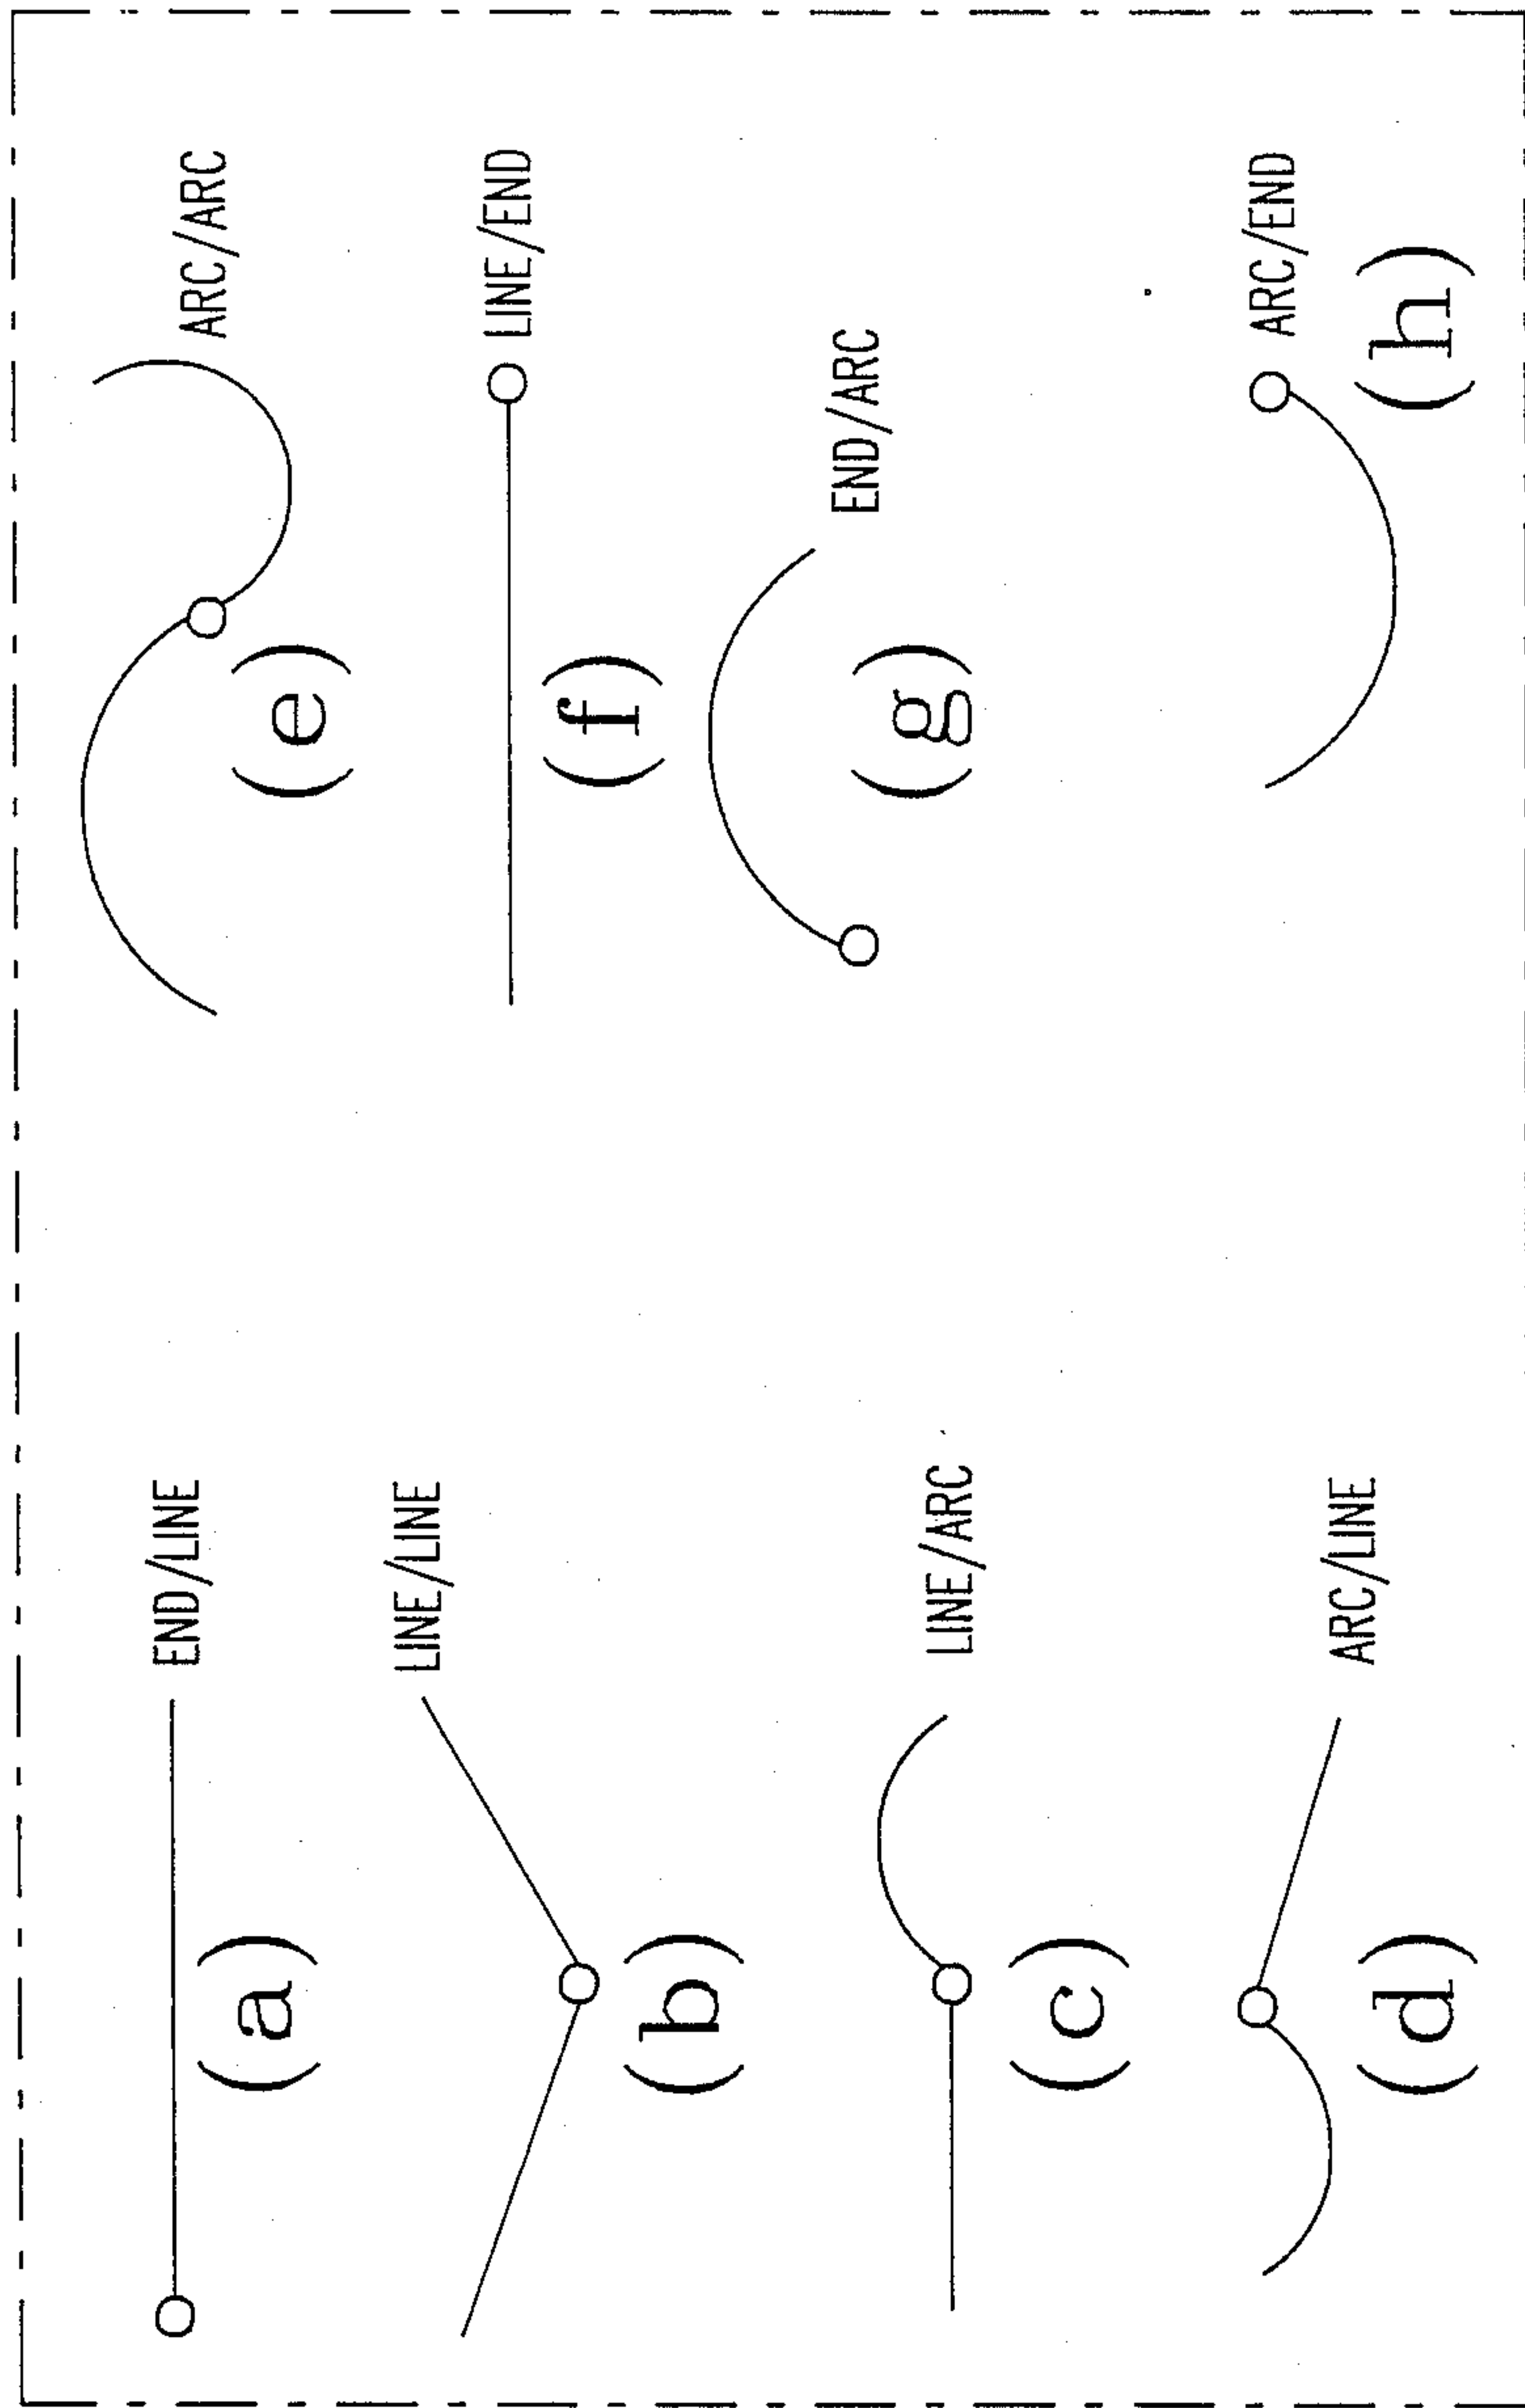 END/LINE
(a)
LINE/LINE
(b)
LINE/ARC
(c)
ARC/LINE
(d)
ARC/ARC
(e)
LINE/END
(f)
END/ARC
(g)
ARC/END
(h)